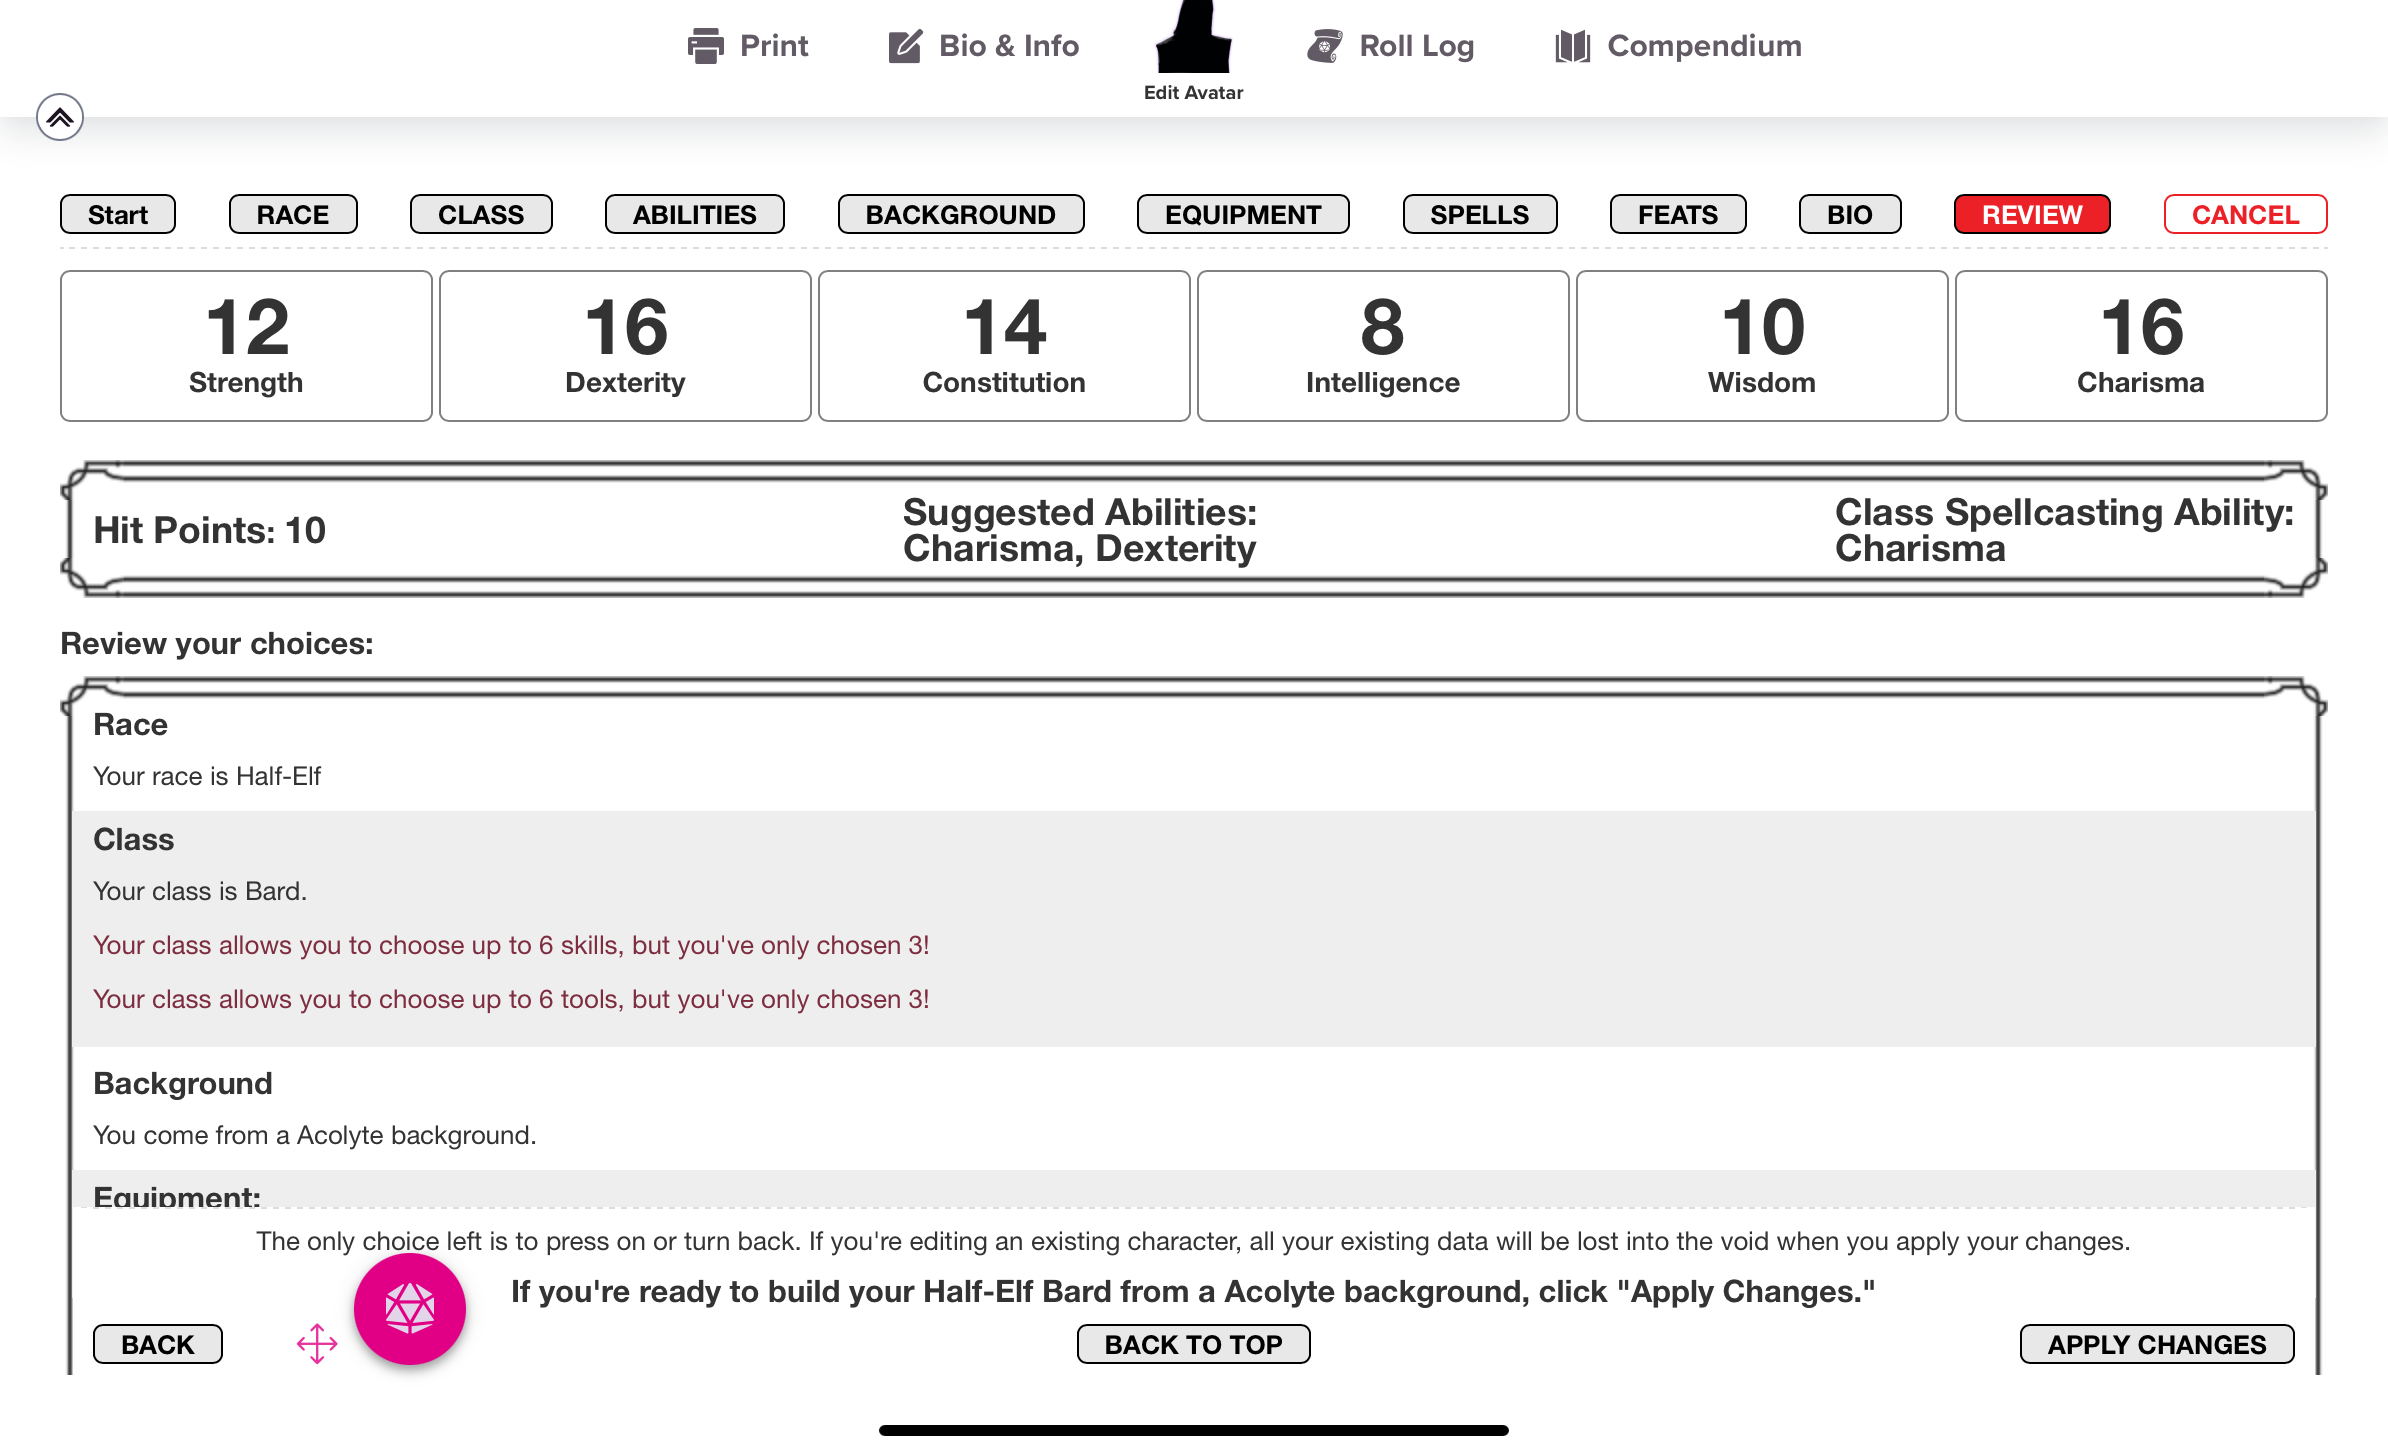 Print
Bio & Info
Edit Avatar
Roll Log
Compendium
Start
RACE
CLASS
ABILITIES
BACKGROUND
EQUIPMENT
SPELLS
FEATS
BIO
REVIEW
CANCEL
12
Strength
16
Dexterity
14
Constitution
8
Intelligence
10
Wisdom
16
Charisma
Hit Points: 10
Suggested Abilities:
Charisma, Dexterity
Class Spellcasting Ability:
Charisma
Review your choices:
Race
Your race is Half-Elf
Class
Your class is Bard.
Your class allows you to choose up to 6 skills, but you've only chosen 3!
Your class allows you to choose up to 6 tools, but you've only chosen 3!
Background
You come from a Acolyte background.
Equipment:
The only choice left is to press on or turn back. If you're editing an existing character, all your existing data will be lost into the void when you apply your changes.
If you're ready to build your Half-Elf Bard from a Acolyte background, click "Apply Changes."
BACK
BACK TO TOP
APPLY CHANGES